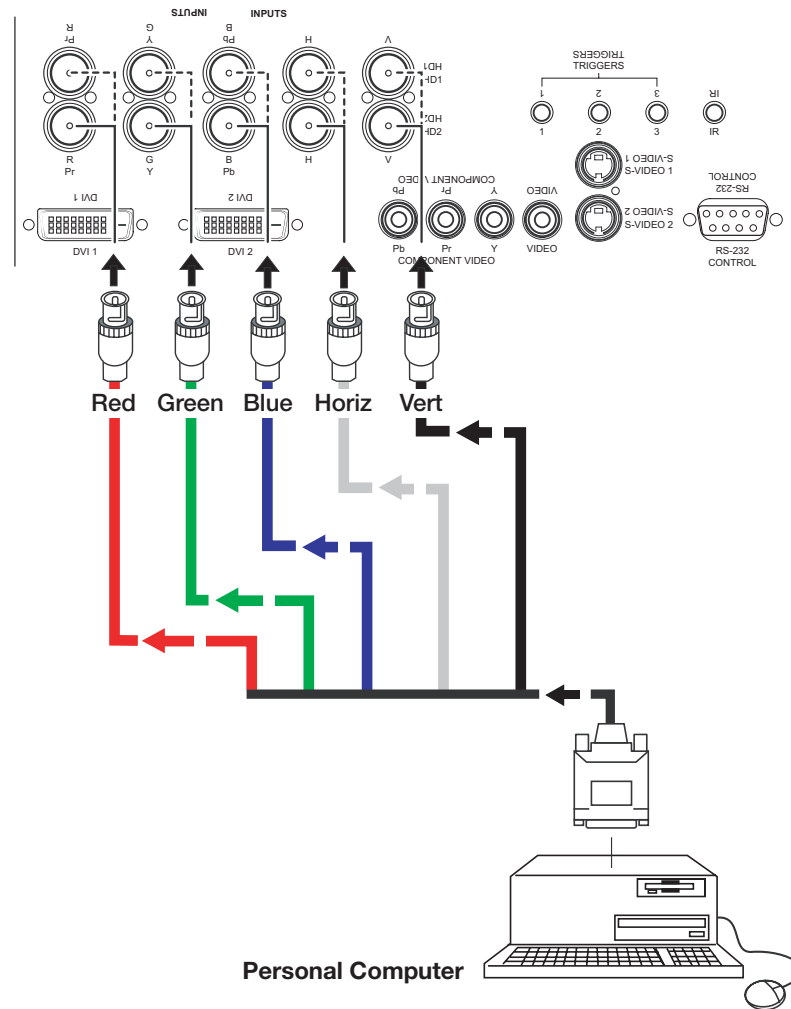 INPUTS INPUTS
R G B H V
Pr Y Pb
HD1
HD1
HD2
HD2
R G B H V
Pr Y Pb
TRIGGERS
TRIGGERS
1 2 3 IR
1 2 3 IR
S-VIDEO 1
S-VIDEO 1
S-VIDEO 2
S-VIDEO 2
RS-232
CONTROL
RS-232
CONTROL
DVI 1 DVI 2
DVI 1 DVI 2
COMPONENT VIDEO
Pb Pr Y VIDEO
Pb Pr Y VIDEO
COMPONENT VIDEO
Red Green Blue Horiz Vert
Personal Computer